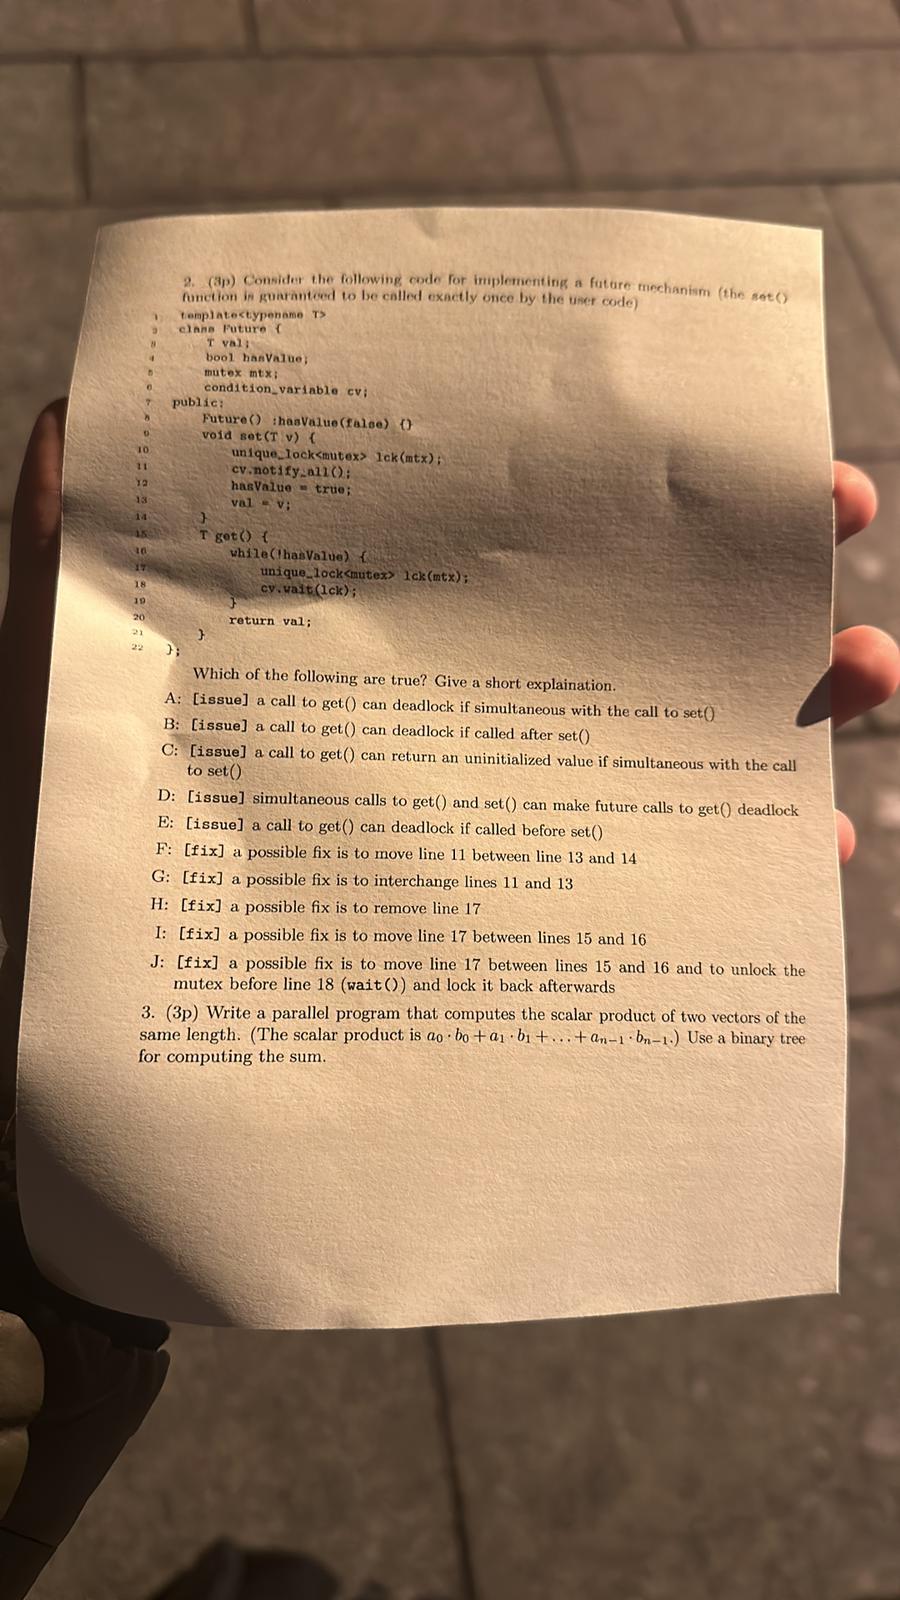 2. (3p) Consider the following code for implementing a future mechanism (the set()
function is guaranteed to be called exactly once by the user code)
1 template<typename T>
2 class Future {
3 T val;
4 bool hasValue;
5 mutex mtx;
6 condition_variable cv;
7 public:
8 Future() :hasValue(false) {}
9 void set(T v) {
10 unique_lock<mutex> lck(mtx);
11 cv.notify_all();
12 hasValue = true;
13 val = v;
14 }
15 T get() {
16 while(!hasValue) {
17 unique_lock<mutex> lck(mtx);
18 cv.wait(lck);
19 }
20 return val;
21 }
22 };
Which of the following are true? Give a short explaination.
A: [issue] a call to get() can deadlock if simultaneous with the call to set()
B: [issue] a call to get() can deadlock if called after set()
C: [issue] a call to get() can return an uninitialized value if simultaneous with the call
to set()
D: [issue] simultaneous calls to get() and set() can make future calls to get() deadlock
E: [issue] a call to get() can deadlock if called before set()
F: [fix] a possible fix is to move line 11 between line 13 and 14
G: [fix] a possible fix is to interchange lines 11 and 13
H: [fix] a possible fix is to remove line 17
I: [fix] a possible fix is to move line 17 between lines 15 and 16
J: [fix] a possible fix is to move line 17 between lines 15 and 16 and to unlock the
mutex before line 18 (wait()) and lock it back afterwards
3. (3p) Write a parallel program that computes the scalar product of two vectors of the
same length. (The scalar product is a₀ · b₀ + a₁ · b₁ + … + aₙ₋₁ · bₙ₋₁.) Use a binary tree
for computing the sum.